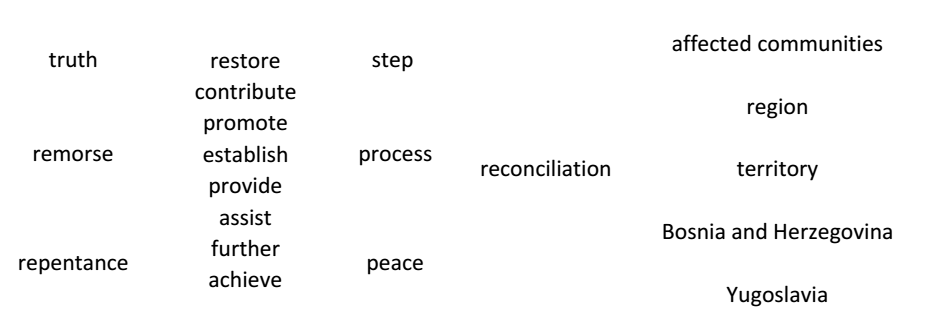 truth
remorse
repentance
restore
contribute
promote
establish
provide
assist
further
achieve
step
process
peace
reconciliation
affected communities
region
territory
Bosnia and Herzegovina
Yugoslavia